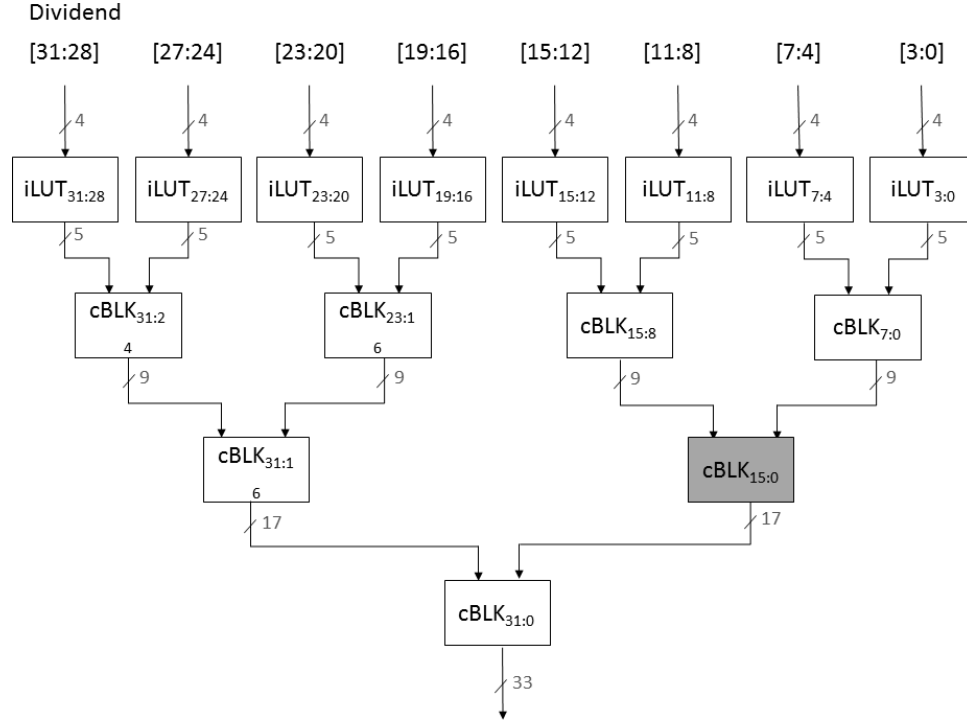 Dividend
[31:28] [27:24] [23:20] [19:16] [15:12] [11:8] [7:4] [3:0]
4 4 4 4 4 4 4 4
iLUT31:28 iLUT27:24 iLUT23:20 iLUT19:16 iLUT15:12 iLUT11:8 iLUT7:4 iLUT3:0
5 5 5 5 5 5 5 5
cBLK31:2
4
cBLK23:1
6
cBLK15:8
cBLK7:0
9 9 9 9
cBLK31:1
6
cBLK15:0
17 17
cBLK31:0
33